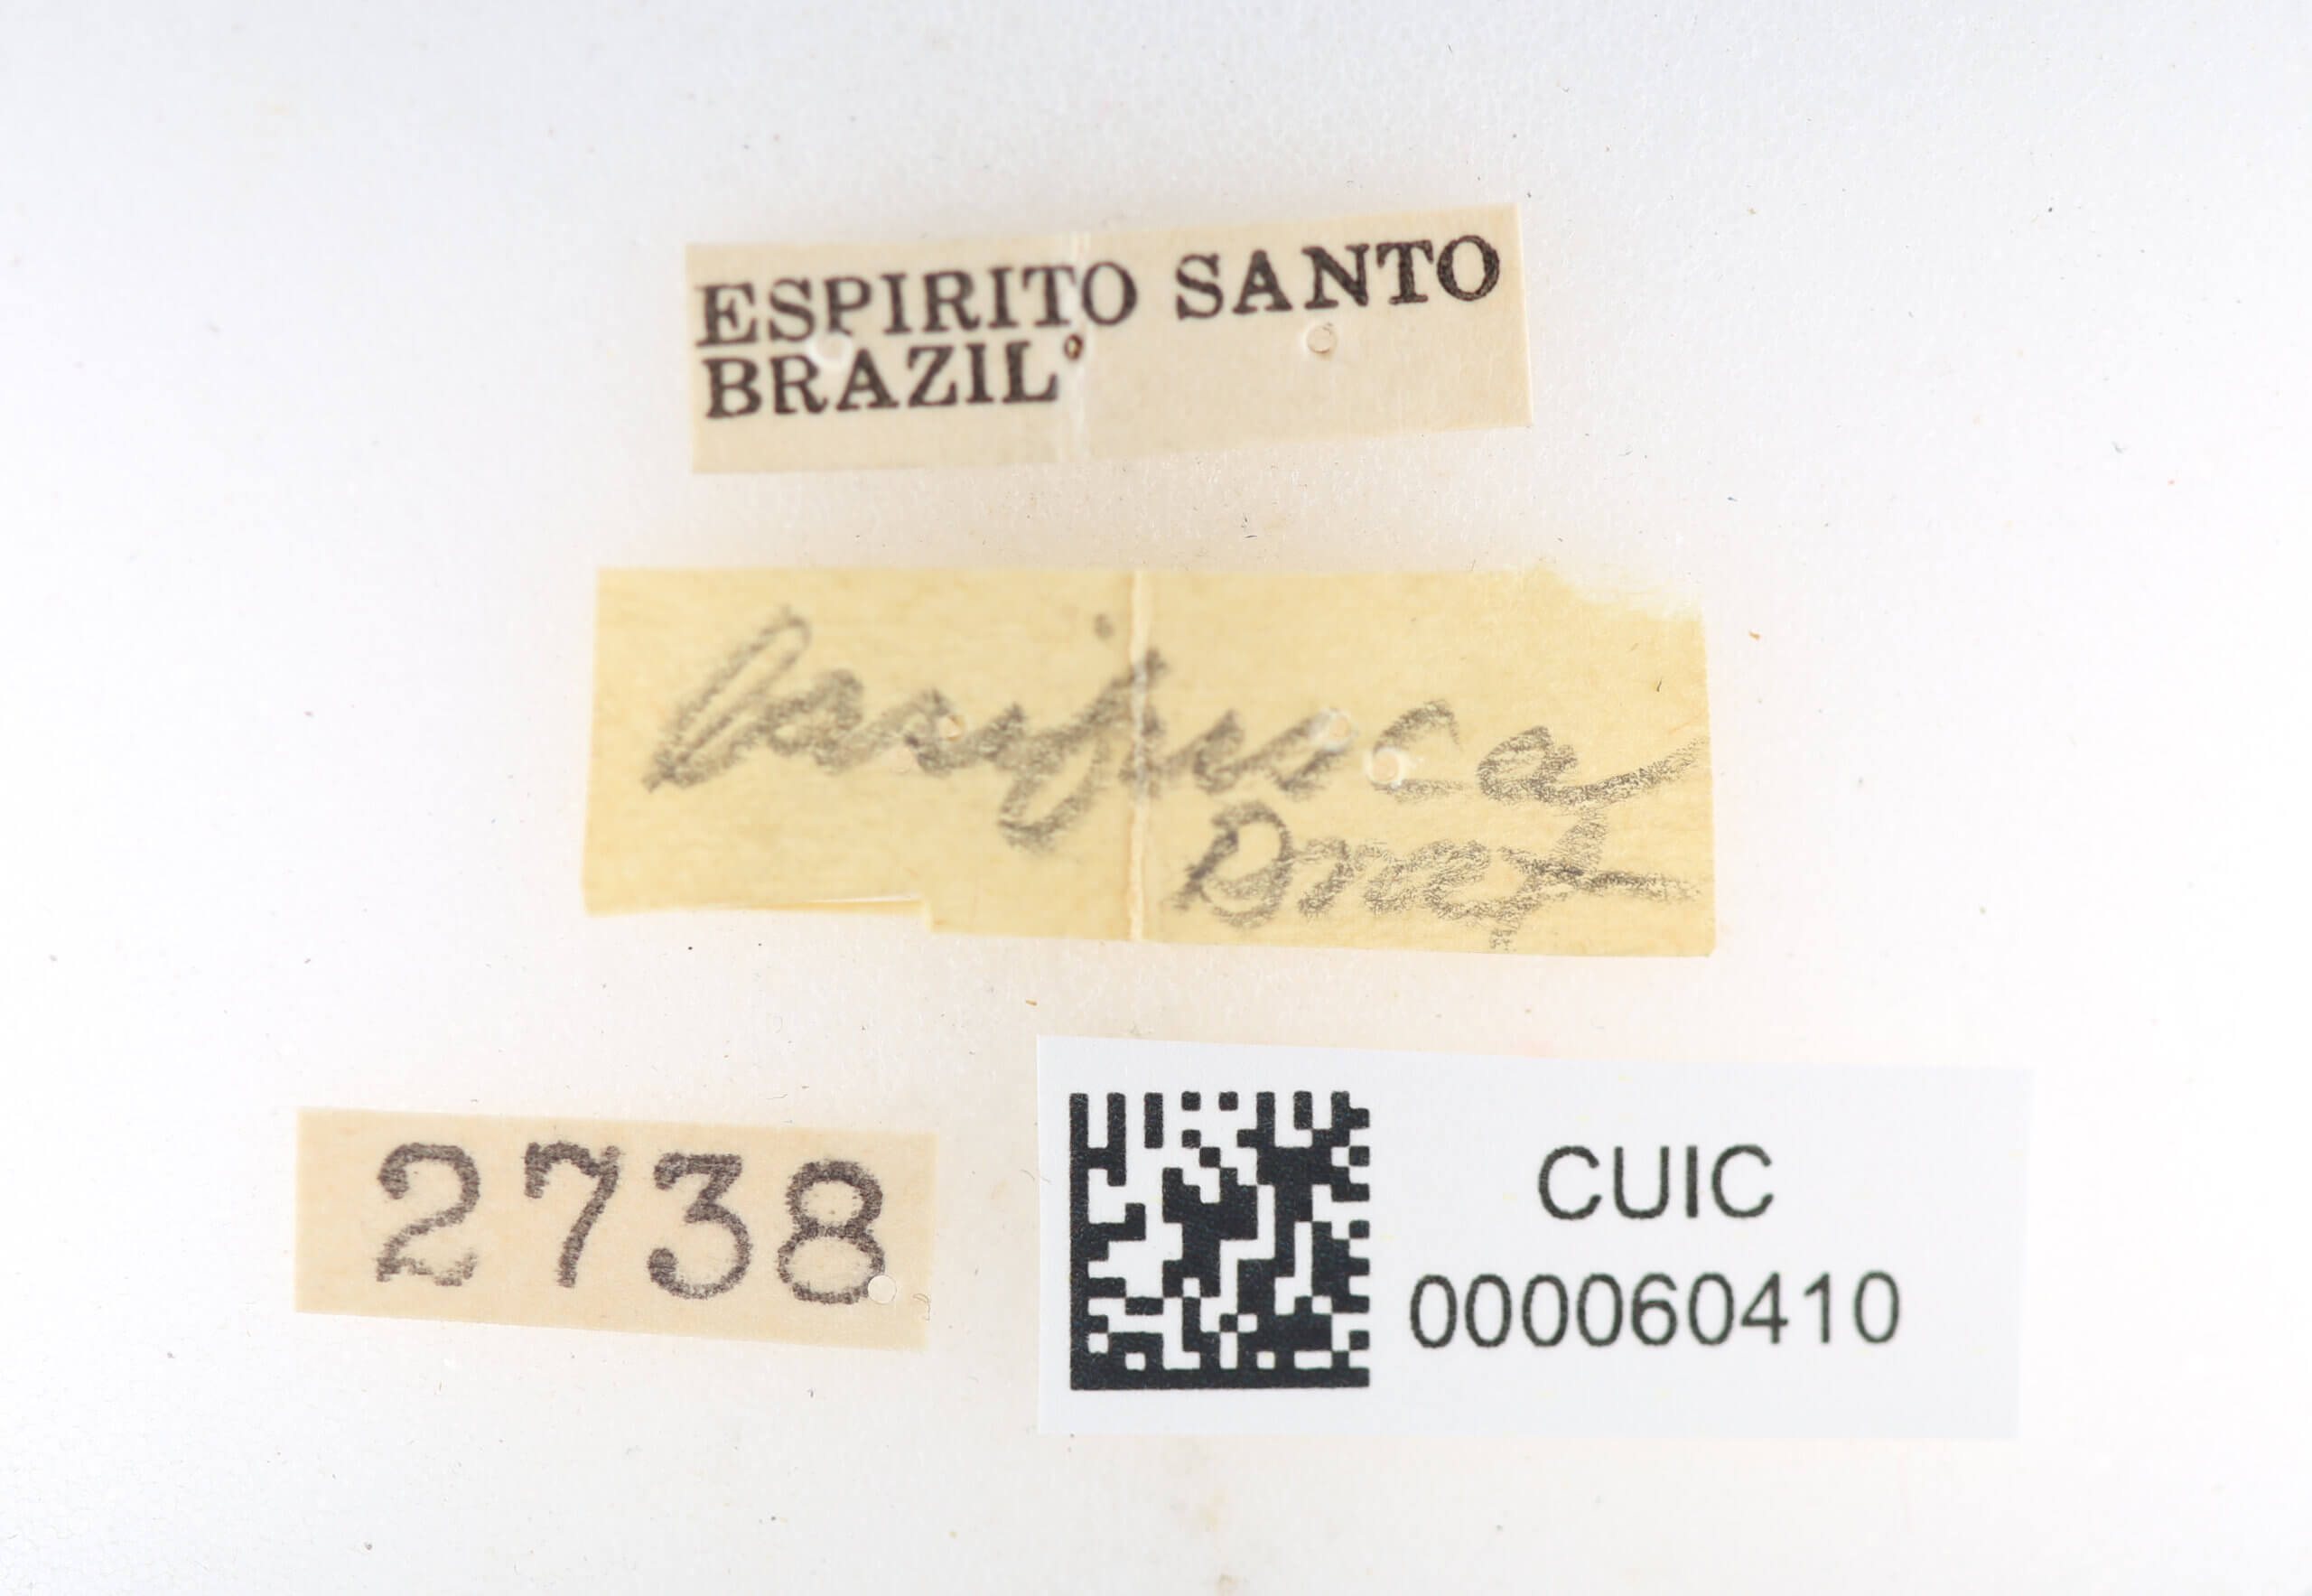 ESPIRITO SANTO
BRAZIL
2738
CUIC
000060410